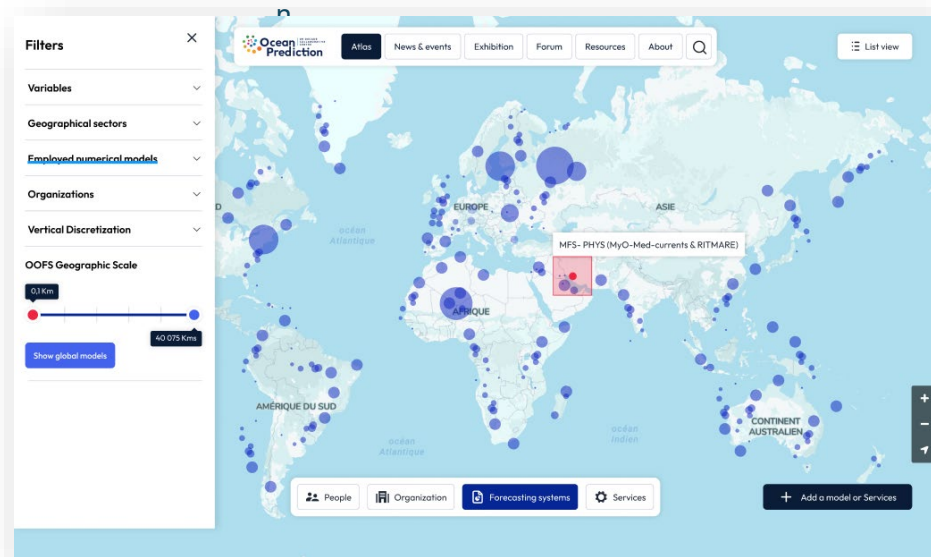 n
Filters
Ocean Prediction
Atlas
News & events
Exhibition
Forum
Resources
About
List view
Variables
Geographical sectors
Employed numerical models
Organizations
Vertical Discretization
OOFS Geographic Scale
0,1 Km
40 075 Kms
Show global models
D
EUROPE
ASIE
océan
Atlantique
MFS- PHYS (MyO-Med-currents & RITMARE)
AFRIQUE
AMÉRIQUE DU SUD
océan
Atlantique
océan
Indien
CONTINENT
AUSTRALIEN
People
Organization
Forecasting systems
Services
+ Add a model or Services